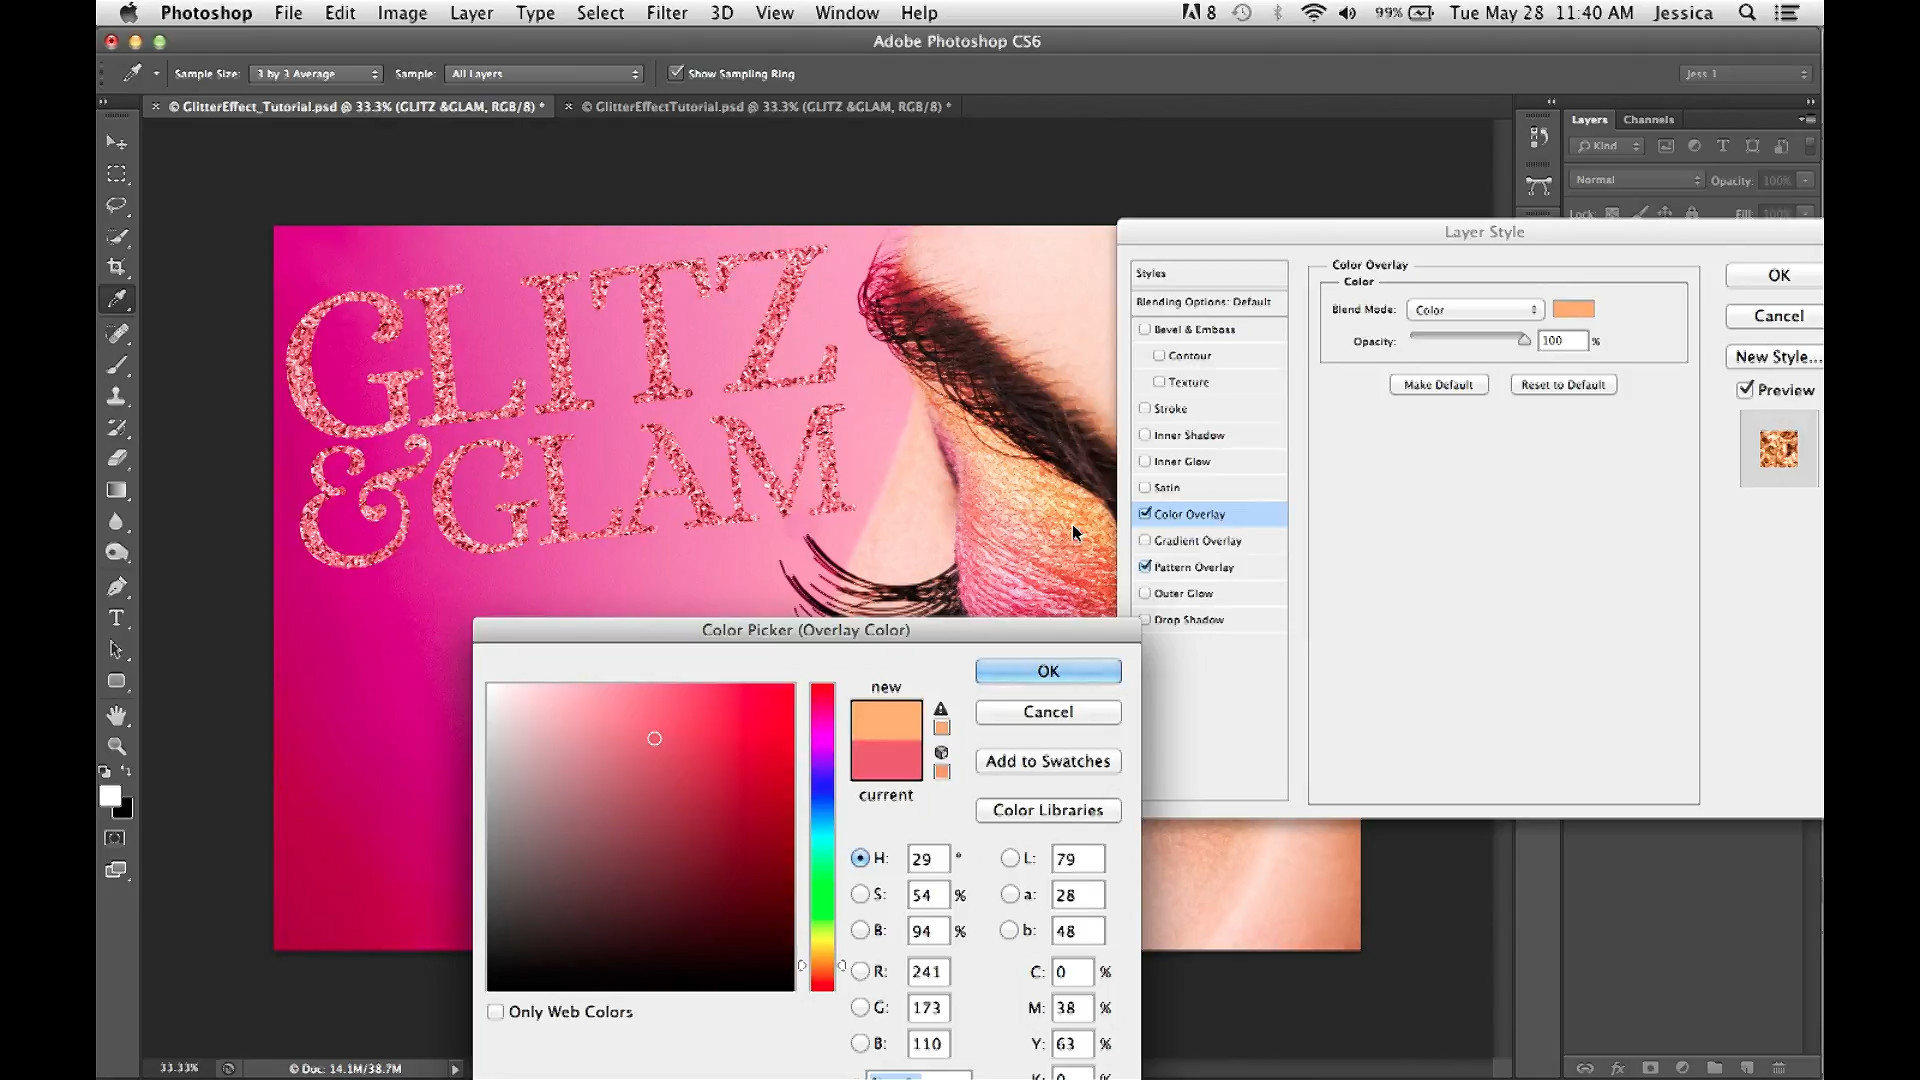 Photoshop File Edit Image Layer Type Select Filter 3D View Window Help 8 99% Tue May 28 11:40 AM Jessica
Adobe Photoshop CS6
Sample Size: 3 by 3 Average Sample: All Layers Show Sampling Ring Jess 1
© GlitterEffect_Tutorial.psd @ 33.3% (GLITZ &GLAM, RGB/8) * © GlitterEffectTutorial.psd @ 33.3% (GLITZ &GLAM, RGB/8) *
Layers Channels
Kind
Normal Opacity: 100%
Lock: Fill: 100%
GLITZ
&GLAM
Layer Style
Styles
Blending Options: Default
Bevel & Emboss
Contour
Texture
Stroke
Inner Shadow
Inner Glow
Satin
Color Overlay
Gradient Overlay
Pattern Overlay
Outer Glow
Drop Shadow
Color Overlay
Color
Blend Mode: Color
Opacity: 100 %
Make Default Reset to Default
OK
Cancel
New Style...
Preview
Color Picker (Overlay Color)
new
current
OK
Cancel
Add to Swatches
Color Libraries
H: 29 ° L: 79
S: 54 % a: 28
B: 94 % b: 48
R: 241 C: 0 %
G: 173 M: 38 %
B: 110 Y: 63 %
Only Web Colors
33.33% © Doc: 14.1M/38.7M